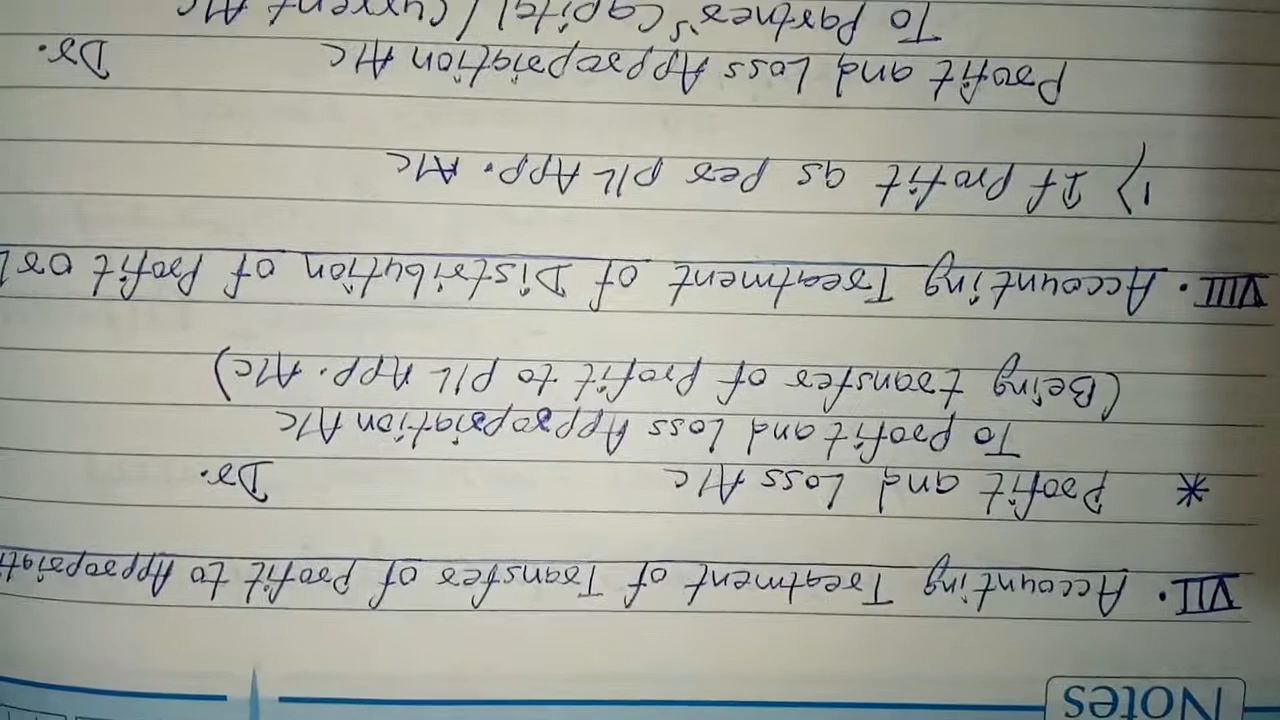 Notes
VII. Accounting Treatment of Transfer of Profit to Appropriati
* Profit and Loss A/c Dr.
To Profit and Loss Appropriation A/c
(Being transfer of profit to P/L App. A/c)
VIII. Accounting Treatment of Distribution of Profit or L
1) If Profit as per P/L App. A/c
Profit and Loss Appropriation A/c Dr.
To Partner's Capital / Current A/c